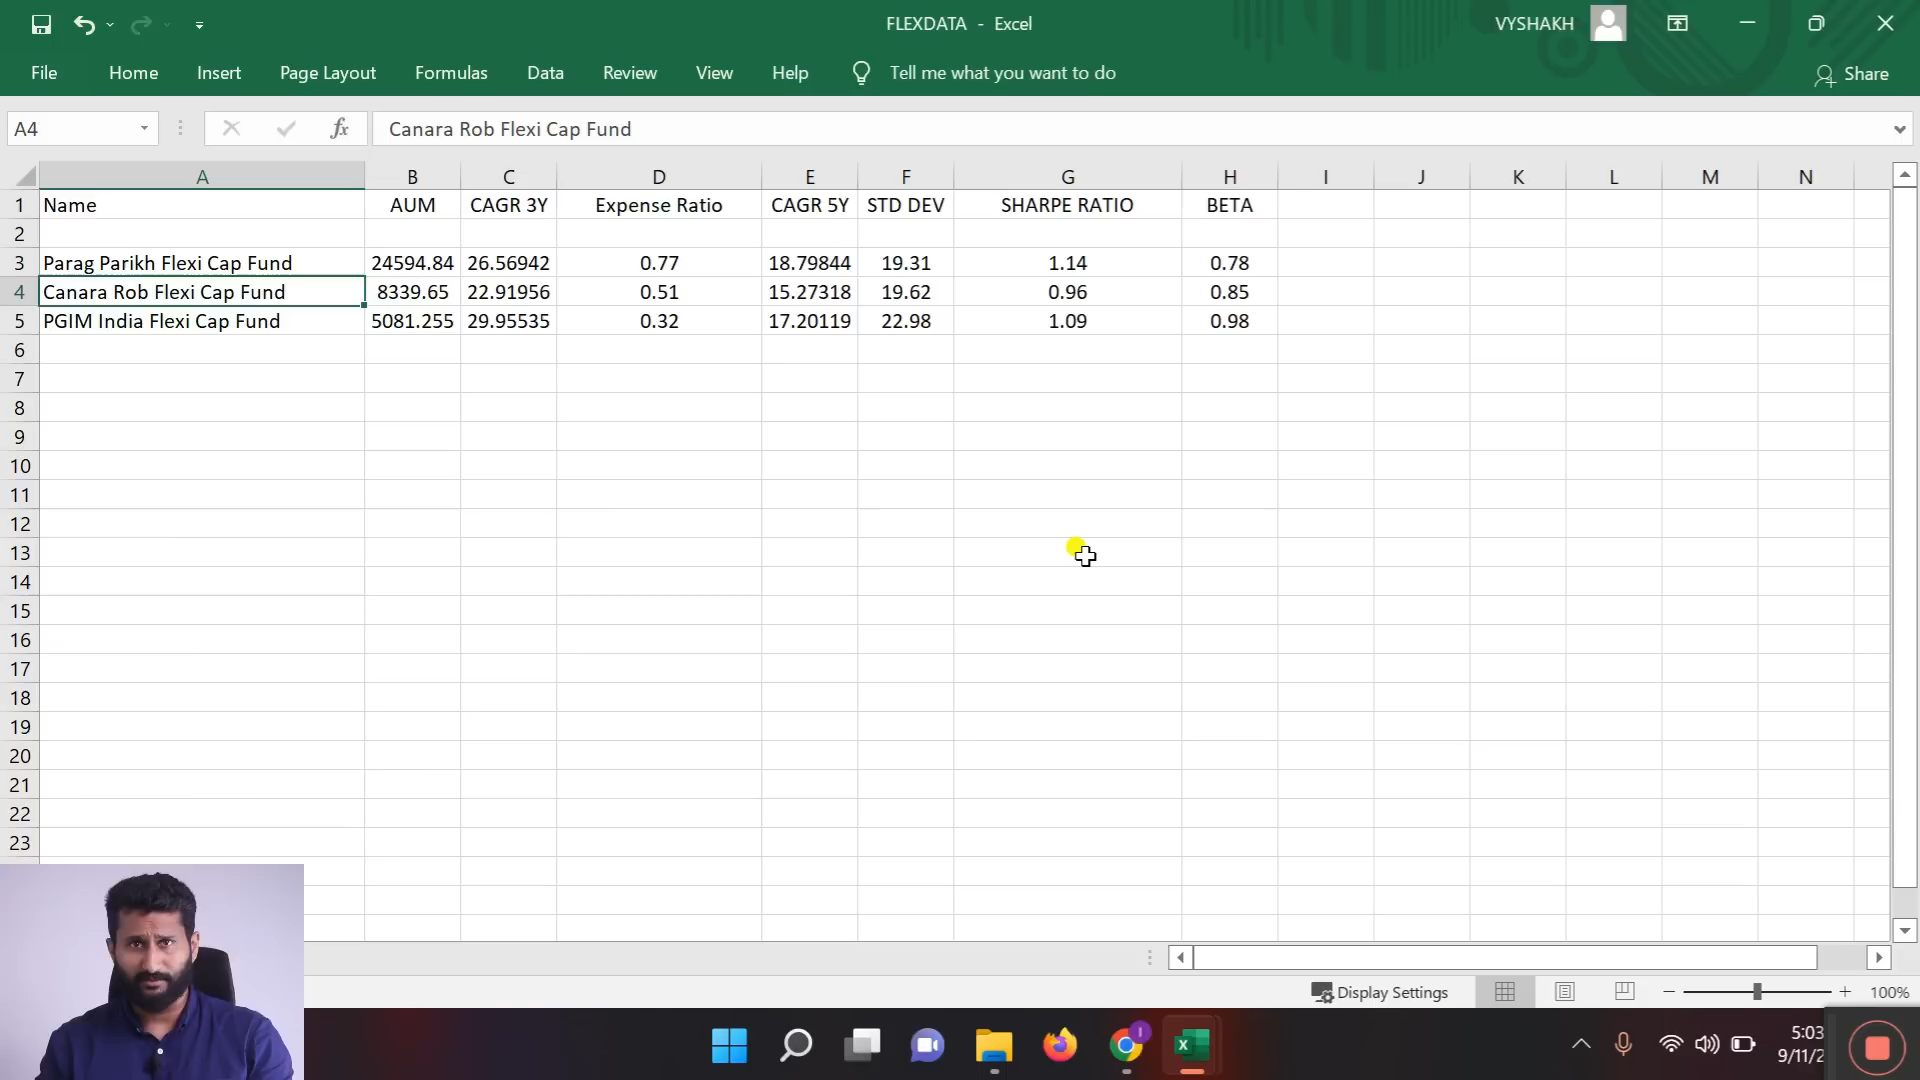 FLEXDATA - Excel
VYSHAKH
File Home Insert Page Layout Formulas Data Review View Help Tell me what you want to do Share
A4 fx Canara Rob Flexi Cap Fund
A B C D E F G H I J K L M N
1 Name AUM CAGR 3Y Expense Ratio CAGR 5Y STD DEV SHARPE RATIO BETA
2
3 Parag Parikh Flexi Cap Fund 24594.84 26.56942 0.77 18.79844 19.31 1.14 0.78
4 Canara Rob Flexi Cap Fund 8339.65 22.91956 0.51 15.27318 19.62 0.96 0.85
5 PGIM India Flexi Cap Fund 5081.255 29.95535 0.32 17.20119 22.98 1.09 0.98
6
7
8
9
10
11
12
13
14
15
16
17
18
19
20
21
22
23
Display Settings 100%
5:03
9/11/2